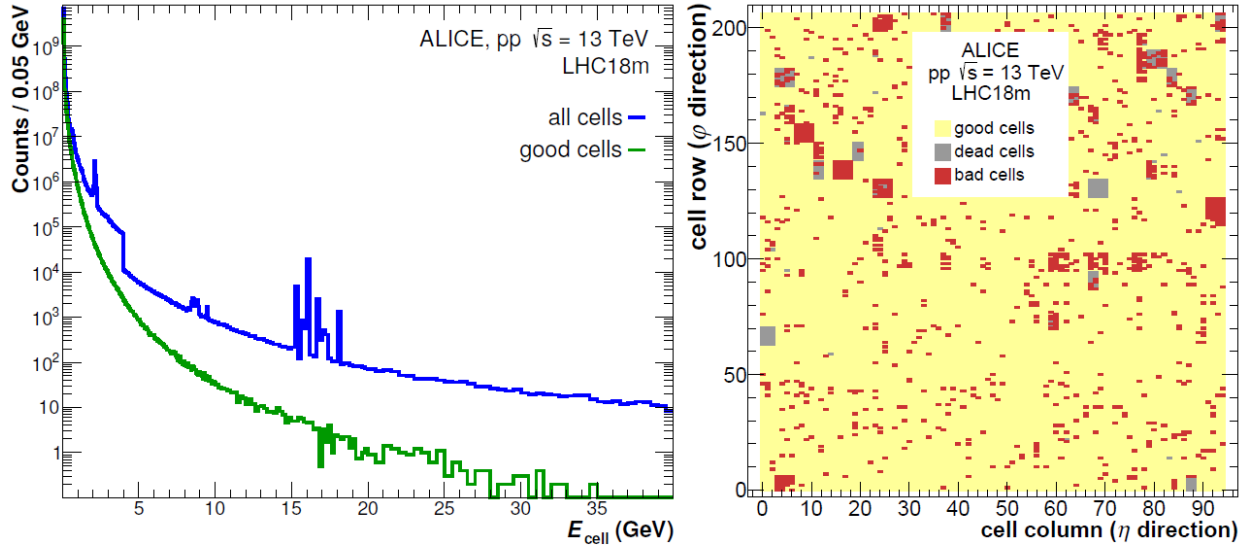 Counts / 0.05 GeV
10⁹
10⁸
10⁷
10⁶
10⁵
10⁴
10³
10²
10
1
ALICE, pp √s = 13 TeV
LHC18m
all cells
good cells
5 10 15 20 25 30 35
E_cell (GeV)
cell row (φ direction)
200
150
100
50
0
ALICE
pp √s = 13 TeV
LHC18m
good cells
dead cells
bad cells
0 10 20 30 40 50 60 70 80 90
cell column (η direction)